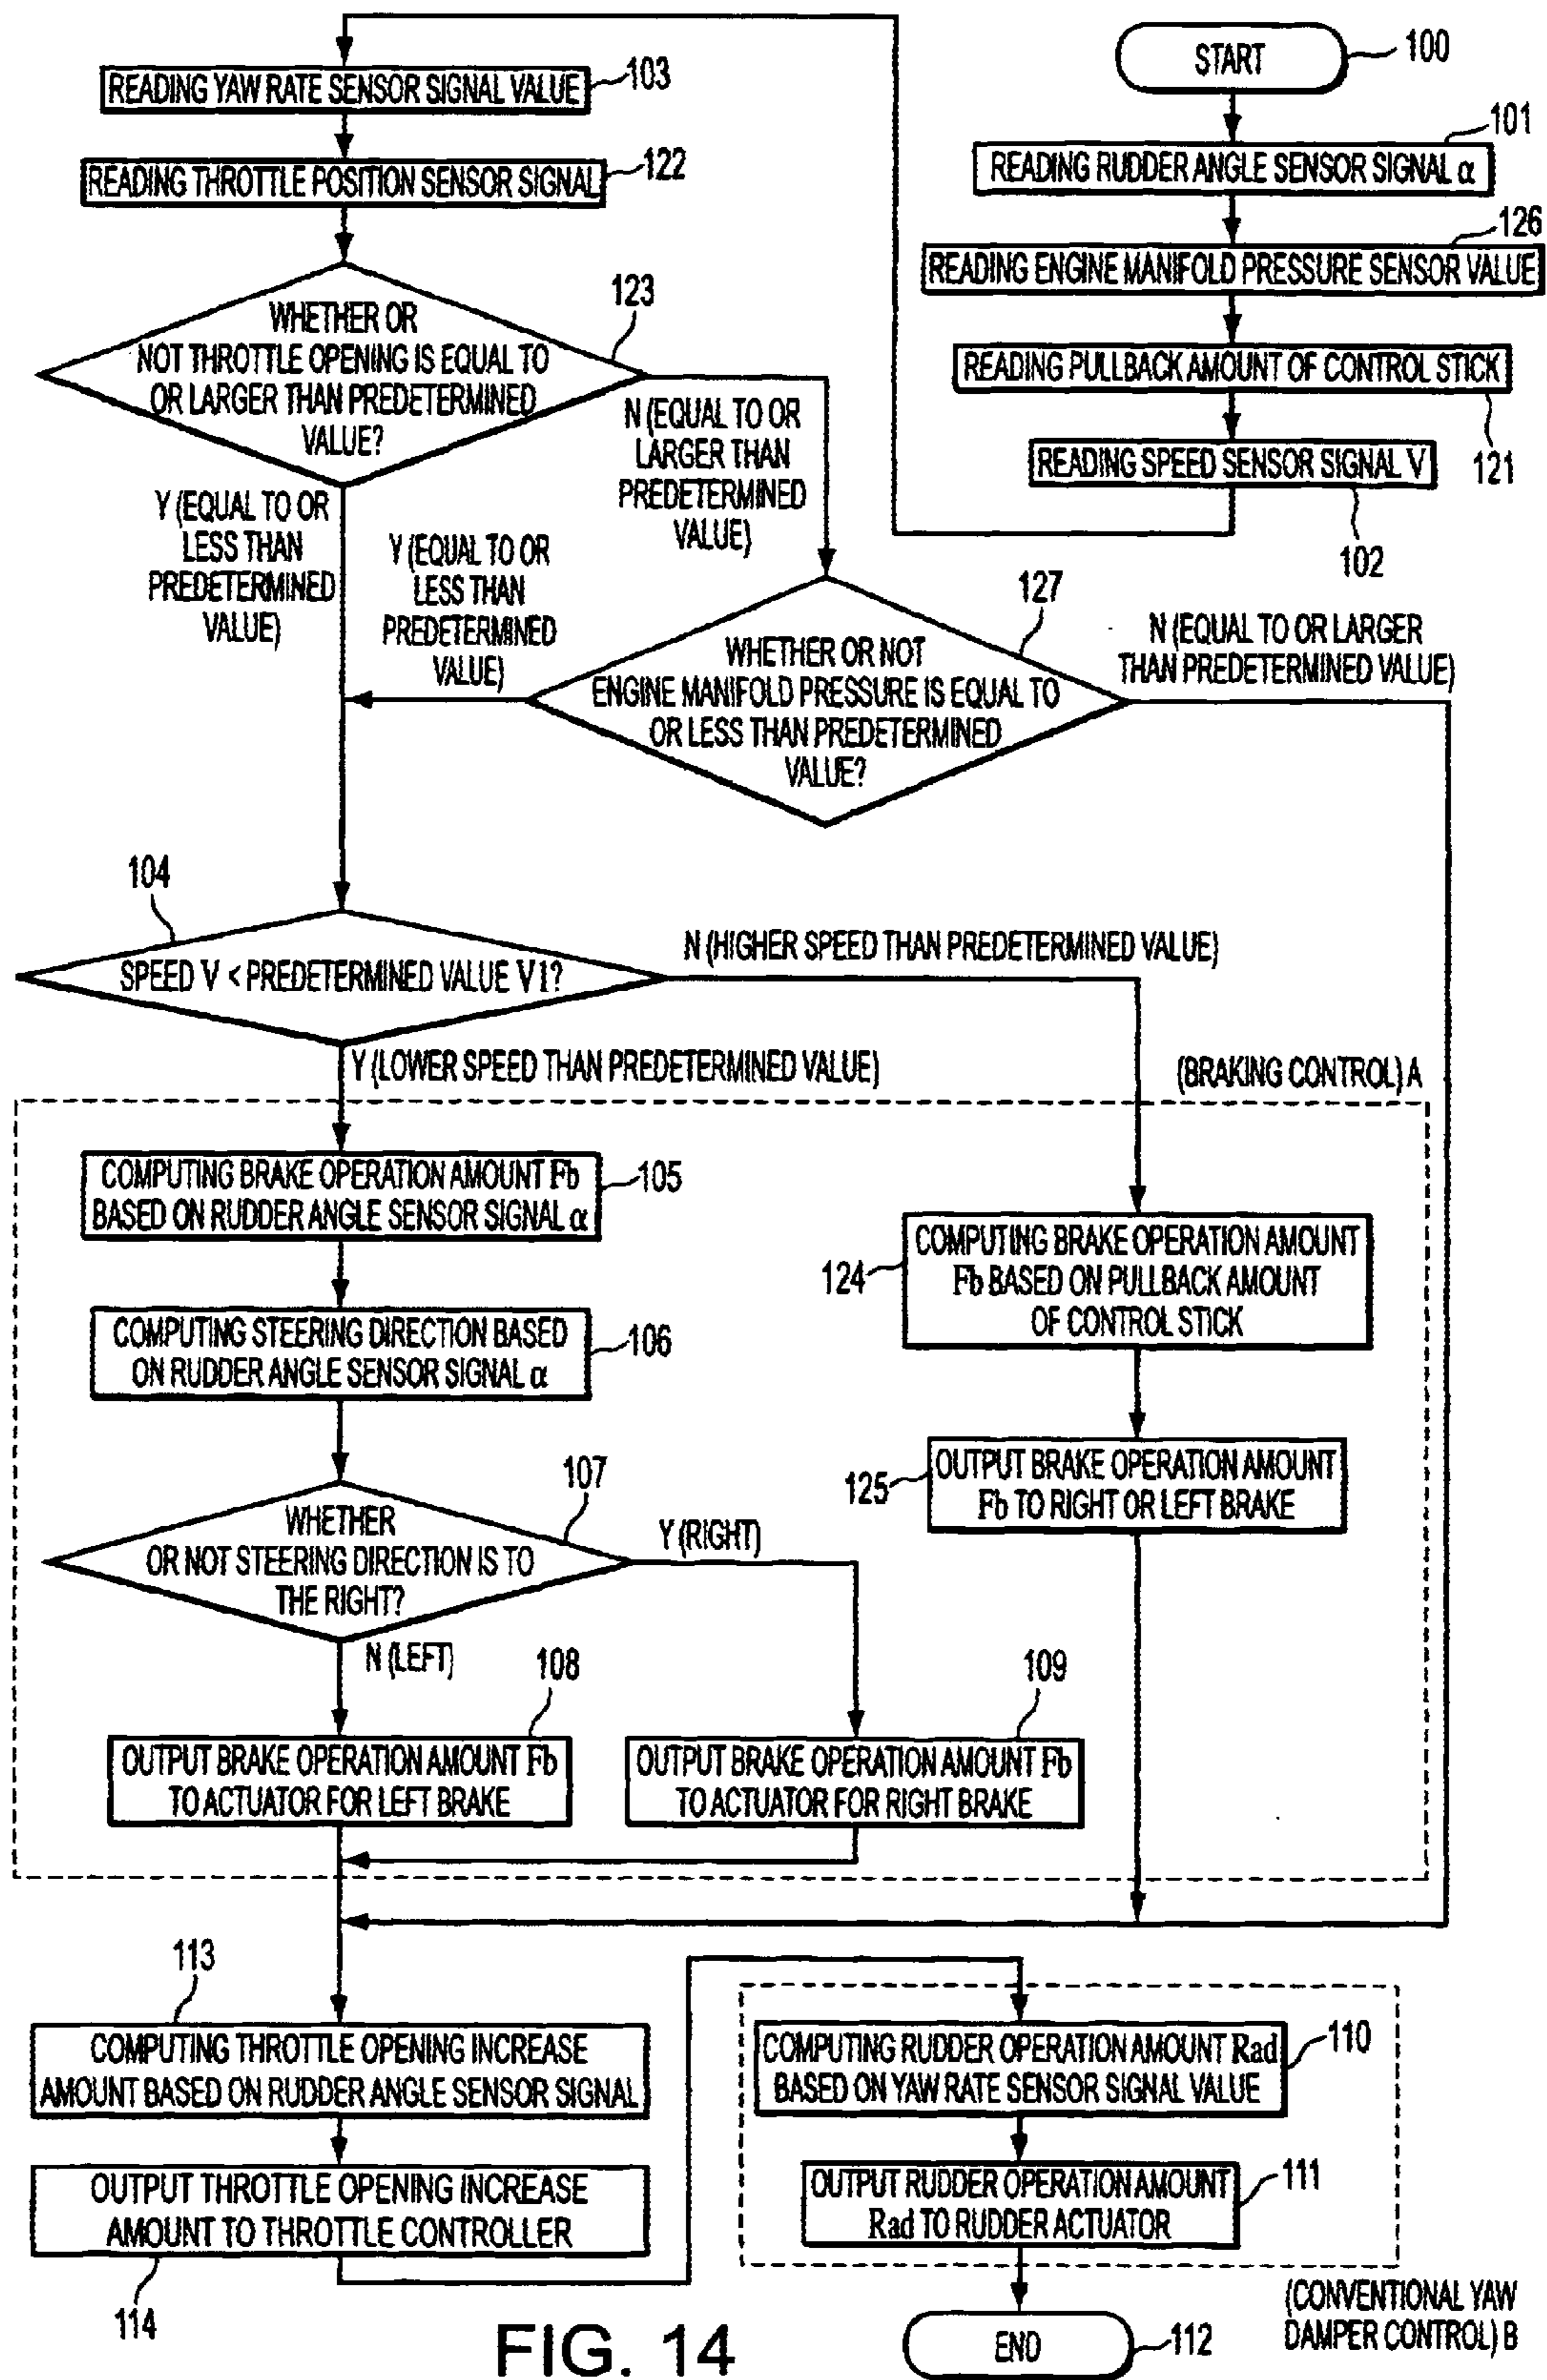 START
100
READING RUDDER ANGLE SENSOR SIGNAL α
101
READING ENGINE MANIFOLD PRESSURE SENSOR VALUE
126
READING PULLBACK AMOUNT OF CONTROL STICK
121
READING SPEED SENSOR SIGNAL V
102
READING YAW RATE SENSOR SIGNAL VALUE
103
READING THROTTLE POSITION SENSOR SIGNAL
122
WHETHER OR
NOT THROTTLE OPENING IS EQUAL TO
OR LARGER THAN PREDETERMINED
VALUE?
123
Y (EQUAL TO OR
LESS THAN
PREDETERMINED
VALUE)
N (EQUAL TO OR
LARGER THAN
PREDETERMINED
VALUE)
Y (EQUAL TO OR
LESS THAN
PREDETERMINED
VALUE)
WHETHER OR NOT
ENGINE MANIFOLD PRESSURE IS EQUAL TO
OR LESS THAN PREDETERMINED
VALUE?
127
N (EQUAL TO OR LARGER
THAN PREDETERMINED VALUE)
104
SPEED V < PREDETERMINED VALUE V1?
N (HIGHER SPEED THAN PREDETERMINED VALUE)
Y (LOWER SPEED THAN PREDETERMINED VALUE)
(BRAKING CONTROL) A
COMPUTING BRAKE OPERATION AMOUNT Fb
BASED ON RUDDER ANGLE SENSOR SIGNAL α
105
COMPUTING STEERING DIRECTION BASED
ON RUDDER ANGLE SENSOR SIGNAL α
106
WHETHER
OR NOT STEERING DIRECTION IS TO
THE RIGHT?
107
Y (RIGHT)
N (LEFT)
108
OUTPUT BRAKE OPERATION AMOUNT Fb
TO ACTUATOR FOR LEFT BRAKE
109
OUTPUT BRAKE OPERATION AMOUNT Fb
TO ACTUATOR FOR RIGHT BRAKE
124
COMPUTING BRAKE OPERATION AMOUNT
Fb BASED ON PULLBACK AMOUNT
OF CONTROL STICK
125
OUTPUT BRAKE OPERATION AMOUNT
Fb TO RIGHT OR LEFT BRAKE
113
COMPUTING THROTTLE OPENING INCREASE
AMOUNT BASED ON RUDDER ANGLE SENSOR SIGNAL
OUTPUT THROTTLE OPENING INCREASE
AMOUNT TO THROTTLE CONTROLLER
114
COMPUTING RUDDER OPERATION AMOUNT Rad
BASED ON YAW RATE SENSOR SIGNAL VALUE
110
OUTPUT RUDDER OPERATION AMOUNT
Rad TO RUDDER ACTUATOR
111
(CONVENTIONAL YAW
DAMPER CONTROL) B
END
112
FIG. 14